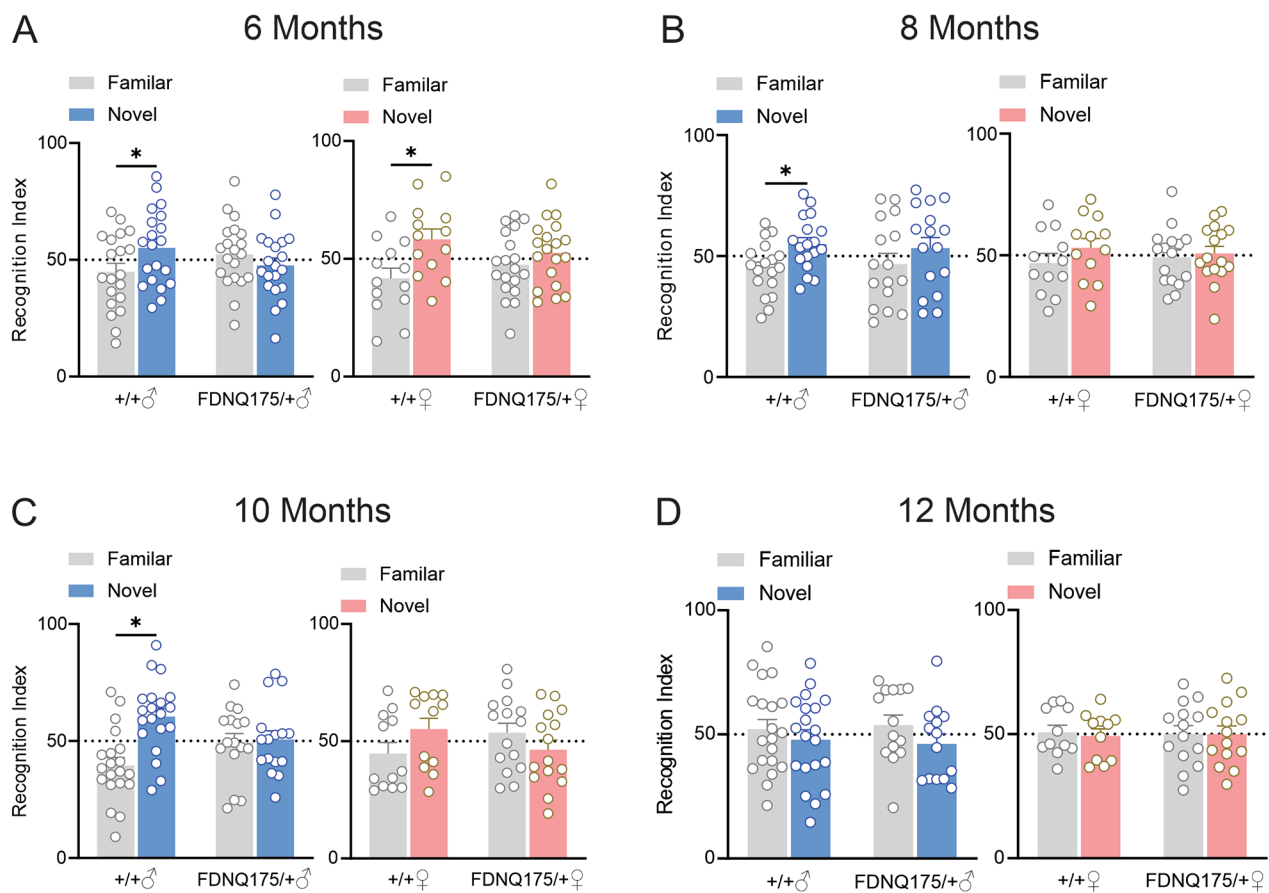 A 6 Months
Familar
Novel
Familar
Novel
Recognition Index
100
50
0
*
+/+♂ FDNQ175/+♂
100
50
0
*
+/+♀ FDNQ175/+♀
B 8 Months
Familar
Novel
Familar
Novel
Recognition Index
100
50
0
*
+/+♂ FDNQ175/+♂
100
50
0
+/+♀ FDNQ175/+♀
C 10 Months
Familar
Novel
Familar
Novel
Recognition Index
100
50
0
*
+/+♂ FDNQ175/+♂
100
50
0
+/+♀ FDNQ175/+♀
D 12 Months
Familiar
Novel
Familiar
Novel
Recognition Index
100
50
0
+/+♂ FDNQ175/+♂
100
50
0
+/+♀ FDNQ175/+♀